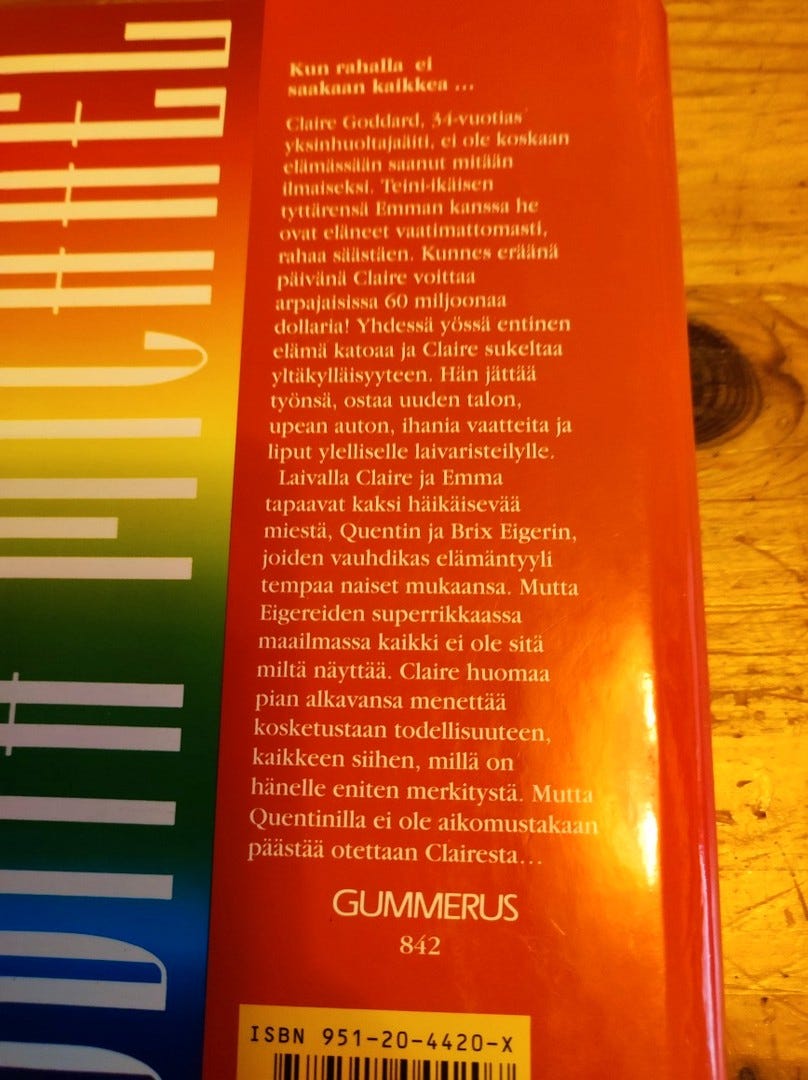 Kun rahalla ei
saakaan kaikkea ...
Claire Goddard, 34-vuotias
yksinhuoltajaäiti, ei ole koskaan
elämässään saanut mitään
ilmaiseksi. Teini-ikäisen
tyttärensä Emman kanssa he
ovat eläneet vaatimattomasti,
rahaa säästäen. Kunnes eräänä
päivänä Claire voittaa
arpajaisissa 60 miljoonaa
dollaria! Yhdessä yössä entinen
elämä katoaa ja Claire sukeltaa
yltäkylläisyyteen. Hän jättää
työnsä, ostaa uuden talon,
upean auton, ihania vaatteita ja
liput ylelliselle laivaristeilylle.
Laivalla Claire ja Emma
tapaavat kaksi häikäisevää
miestä, Quentin ja Brix Eigerin,
joiden vauhdikas elämäntyyli
tempaa naiset mukaansa. Mutta
Eigereiden superrikkaassa
maailmassa kaikki ei ole sitä
miltä näyttää. Claire huomaa
pian alkavansa menettää
kosketustaan todellisuuteen,
kaikkeen siihen, millä on
hänelle eniten merkitystä. Mutta
Quentinilla ei ole aikomustakaan
päästää otettaan Clairesta...
GUMMERUS
842
ISBN 951-20-4420-X